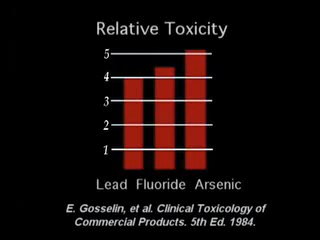 Relative Toxicity
5
4
3
2
1
Lead Fluoride Arsenic
E. Gosselin, et al. Clinical Toxicology of
Commercial Products. 5th Ed. 1984.